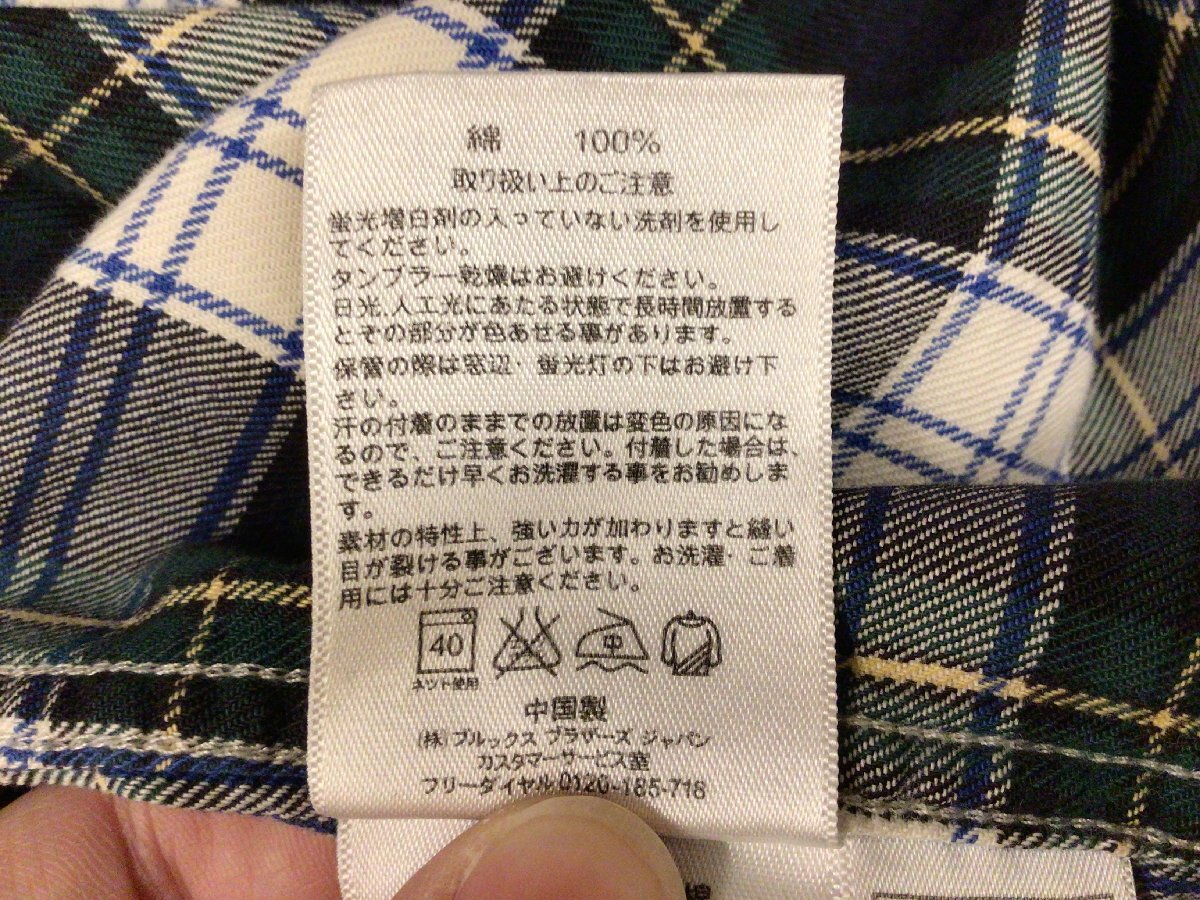 綿 100%
取り扱い上のご注意
蛍光増白剤の入っていない洗剤を使用し
てください。
タンブラー乾燥はお避けください。
日光,人工光にあたる状態で長時間放置する
とその部分が色あせる事があります。
保管の際は窓辺・蛍光灯の下はお避け下
さい。
汗の付着のままでの放置は変色の原因にな
るので、ご注意ください。付着した場合は、
できるだけ早くお洗濯する事をお勧めしま
す。
素材の特性上、強い力が加わりますと縫い
目が裂ける事がございます。お洗濯・ご着
用には十分ご注意ください。
40 中
ネット使用
中国製
(株)ブルックス ブラザーズ ジャパン
カスタマーサービス室
フリーダイヤル 0120-185-718